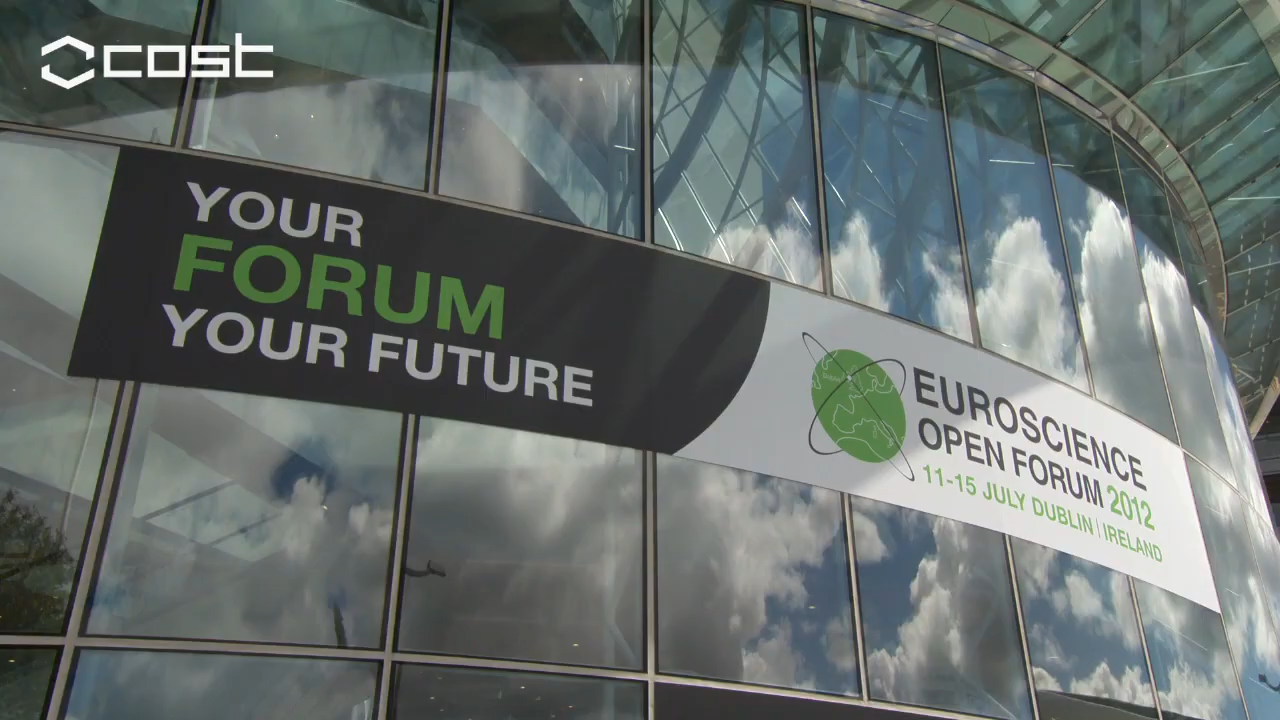 cost
YOUR
FORUM
YOUR FUTURE
EUROSCIENCE
OPEN FORUM 2012
11-15 JULY DUBLIN | IRELAND